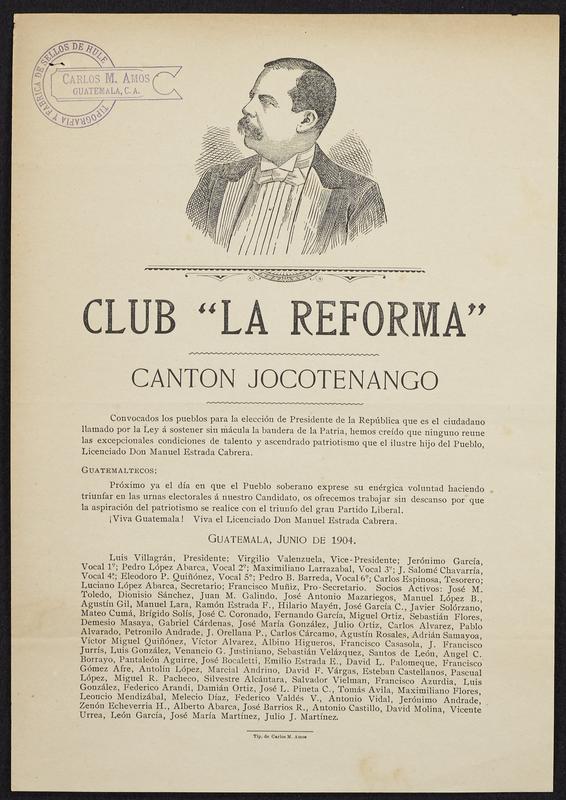 TIPOGRAFIA Y FABRICA DE SELLOS DE HULE
CARLOS M. AMOS
GUATEMALA, C. A.
CLUB “LA REFORMA”
CANTON JOCOTENANGO
Convocados los pueblos para la elección de Presidente de la República que es el ciudadano
llamado por la Ley á sostener sin mácula la bandera de la Patria, hemos creído que ninguno reune
las excepcionales condiciones de talento y ascendrado patriotismo que el ilustre hijo del Pueblo,
Licenciado Don Manuel Estrada Cabrera.
GUATEMALTECOS:
Próximo ya el día en que el Pueblo soberano exprese su enérgica voluntad haciendo
triunfar en las urnas electorales á nuestro Candidato, os ofrecemos trabajar sin descanso por que
la aspiración del patriotismo se realice con el triunfo del gran Partido Liberal.
¡Viva Guatemala! Viva el Licenciado Don Manuel Estrada Cabrera.
GUATEMALA, JUNIO DE 1904.
Luis Villagrán, Presidente; Virgilio Valenzuela, Vice-Presidente; Jerónimo García,
Vocal 1º; Pedro López Abarca, Vocal 2º; Maximiliano Larrazabal, Vocal 3º; J. Salomé Chavarría,
Vocal 4º; Eleodoro P. Quiñónez, Vocal 5º; Pedro B. Barreda, Vocal 6º; Carlos Espinosa, Tesorero;
Luciano López Abarca, Secretario; Francisco Muñiz, Pro-Secretario. Socios Activos: José M.
Toledo, Dionisio Sánchez, Juan M. Galindo, José Antonio Mazariegos, Manuel López B.,
Agustín Gil, Manuel Lara, Ramón Estrada F., Hilario Mayén, José García C., Javier Solórzano,
Mateo Cumá, Brígido Solís, José C. Coronado, Fernando García, Miguel Ortiz, Sebastián Flores,
Demesio Masaya, Gabriel Cárdenas, José María González, Julio Ortiz, Carlos Alvarez, Pablo
Alvarado, Petronilo Andrade, J. Orellana P., Carlos Cárcamo, Agustín Rosales, Adrián Samayoa,
Víctor Miguel Quiñónez, Víctor Alvarez, Albino Higueros, Francisco Casasola, J. Francisco
Jurrís, Luis González, Venancio G. Justiniano, Sebastián Velázquez, Santos de León, Angel C.
Borrayo, Pantaleón Aguirre, José Bocaletti, Emilio Estrada E., David L. Palomeque, Francisco
Gómez Afre, Antolín López, Marcial Andrino, David F. Várgas, Esteban Castellanos, Pascual
López, Miguel R. Pacheco, Silvestre Alcántara, Salvador Vielman, Francisco Azurdia, Luis
González, Federico Arandi, Damián Ortiz, José L. Pineta C., Tomás Avila, Maximiliano Flores,
Leoncio Mendizábal, Melecio Díaz, Federico Valdés V., Antonio Vidal, Jerónimo Andrade,
Zenón Echeverria H., Alberto Abarca, José Barrios R., Antonio Castillo, David Molina, Vicente
Urrea, León García, José María Martínez, Julio J. Martínez.
Tip. de Carlos M. Amos